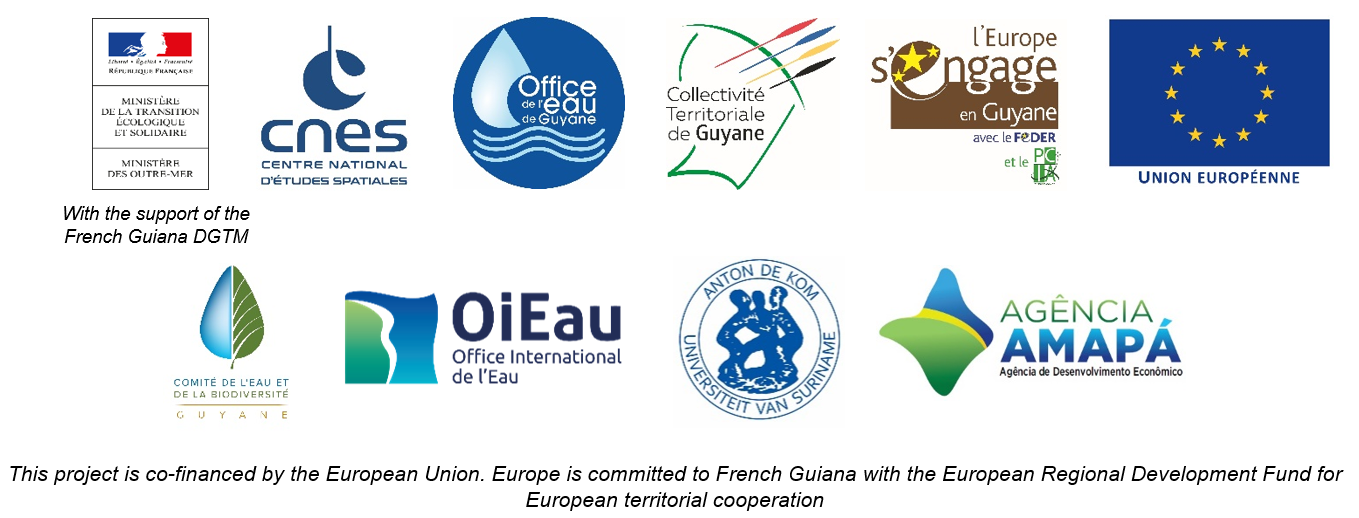 Liberté • Égalité • Fraternité
RÉPUBLIQUE FRANÇAISE
MINISTÈRE
DE LA TRANSITION
ÉCOLOGIQUE
ET SOLIDAIRE
MINISTÈRE
DES OUTRE-MER
With the support of the
French Guiana DGTM
cnes
CENTRE NATIONAL
D'ÉTUDES SPATIALES
Office
de l'eau
de Guyane
Collectivité
Territoriale
de Guyane
l'Europe
s'engage
en Guyane
avec le FEDER
et le PCIA
UNION EUROPÉENNE
COMITÉ DE L'EAU ET
DE LA BIODIVERSITÉ
GUYANE
OiEau
Office International
de l'Eau
ANTON DE KOM
UNIVERSITEIT VAN SURINAME
AGÊNCIA
AMAPÁ
Agência de Desenvolvimento Econômico
This project is co-financed by the European Union. Europe is committed to French Guiana with the European Regional Development Fund for
European territorial cooperation